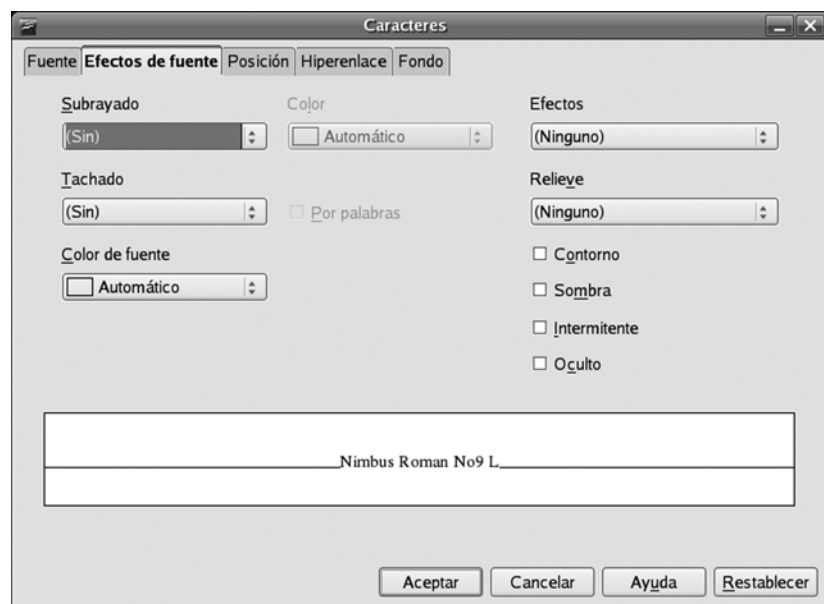 Caracteres
Fuente Efectos de fuente Posición Hiperenlace Fondo
Subrayado Color Efectos
(Sin) Automático (Ninguno)
Tachado Relieve
(Sin) Por palabras (Ninguno)
Color de fuente Contorno
Automático Sombra
Intermitente
Oculto
Nimbus Roman No9 L
Aceptar Cancelar Ayuda Restablecer